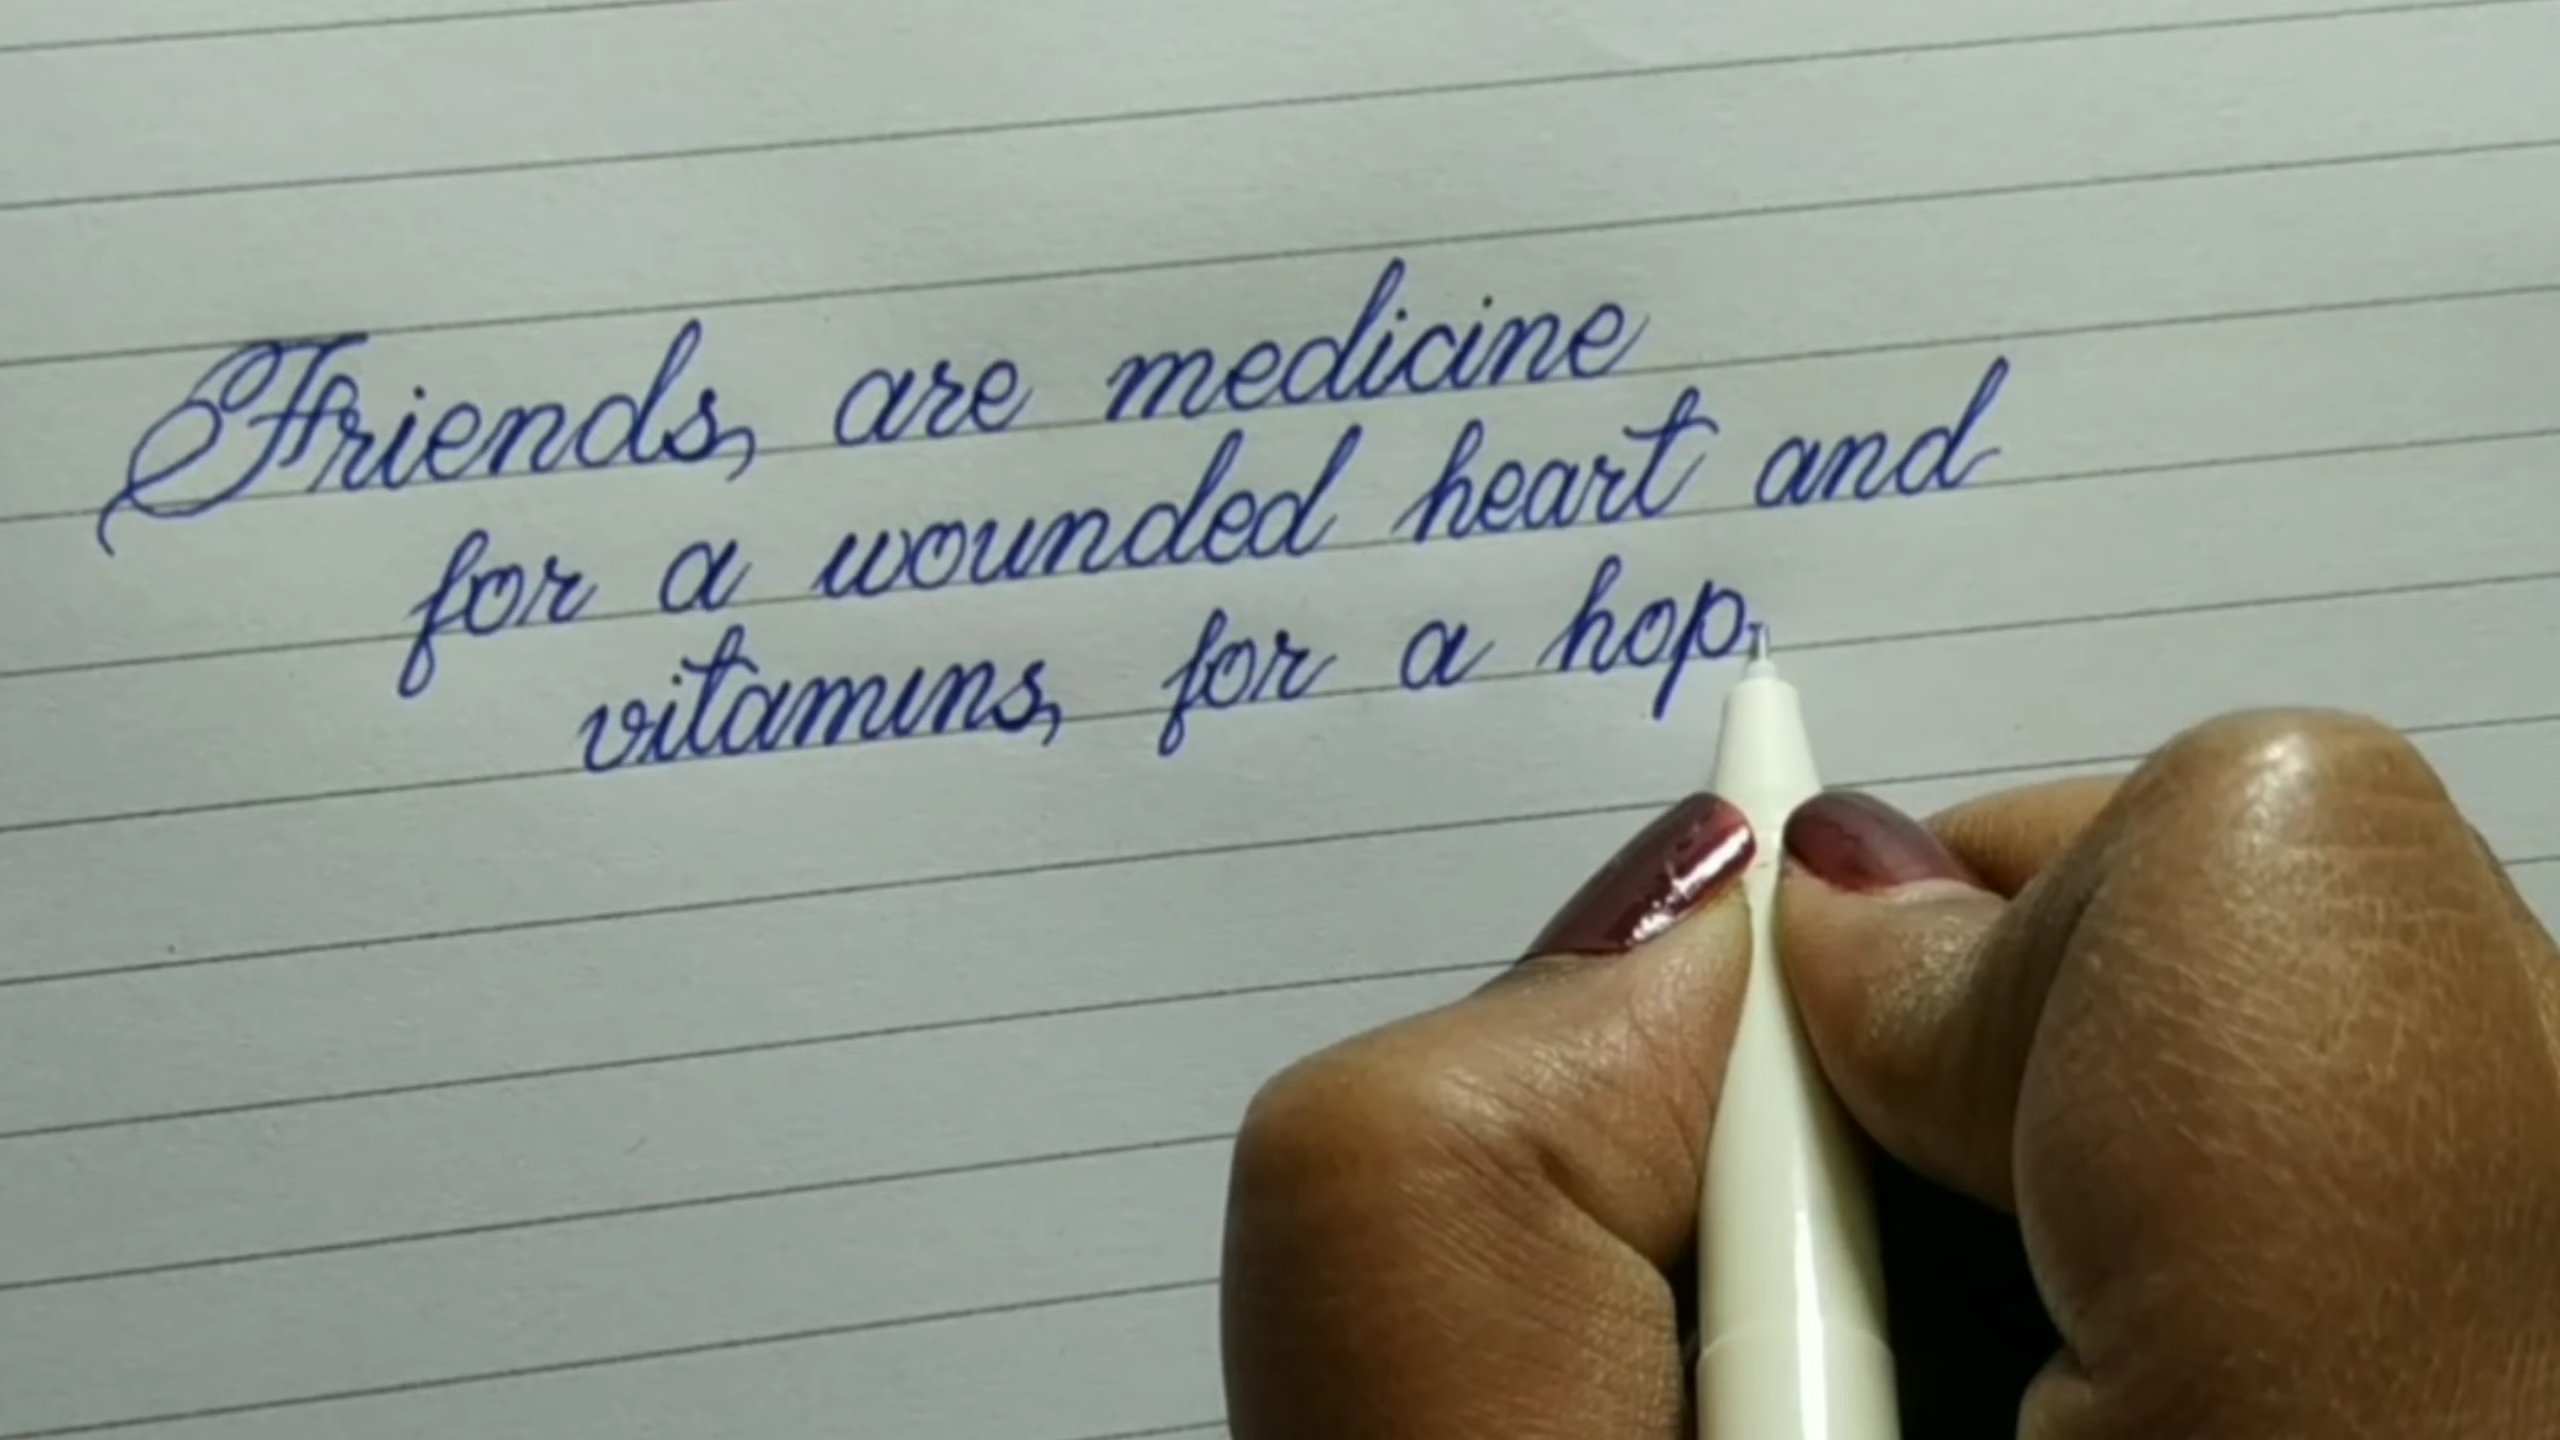 Friends, are medicine
for a wounded heart and
vitamins, for a hop